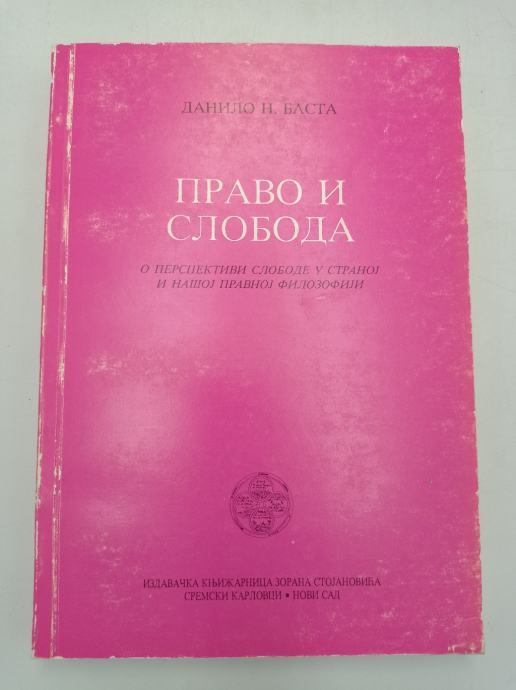 ДАНИЛО Н. БАСТА
ПРАВО И
СЛОБОДА
О ПЕРСПЕКТИВИ СЛОБОДЕ У СТРАНОЈ
И НАШОЈ ПРАВНОЈ ФИЛОЗОФИЈИ
ИЗДАВАЧКА КЊИЖАРНИЦА ЗОРАНА СТОЈАНОВИЋА
СРЕМСКИ КАРЛОВЦИ • НОВИ САД